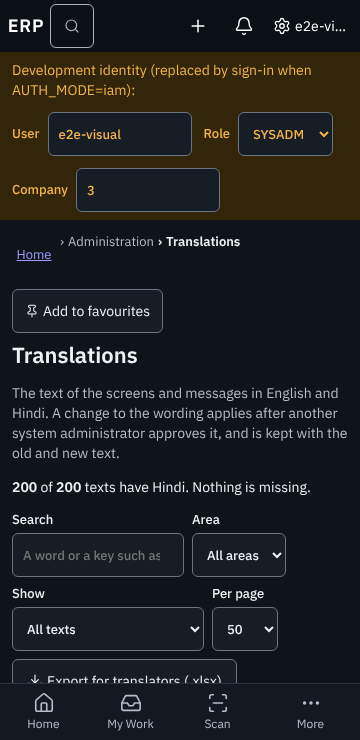 ERP
e2e-vi...
Development identity (replaced by sign-in when
AUTH_MODE=iam):
User e2e-visual Role SYSADM
Company 3
Home › Administration › Translations
Add to favourites
Translations
The text of the screens and messages in English and
Hindi. A change to the wording applies after another
system administrator approves it, and is kept with the
old and new text.
200 of 200 texts have Hindi. Nothing is missing.
Search Area
A word or a key such as All areas
Show Per page
All texts 50
Export for translators (.xlsx)
Home My Work Scan More